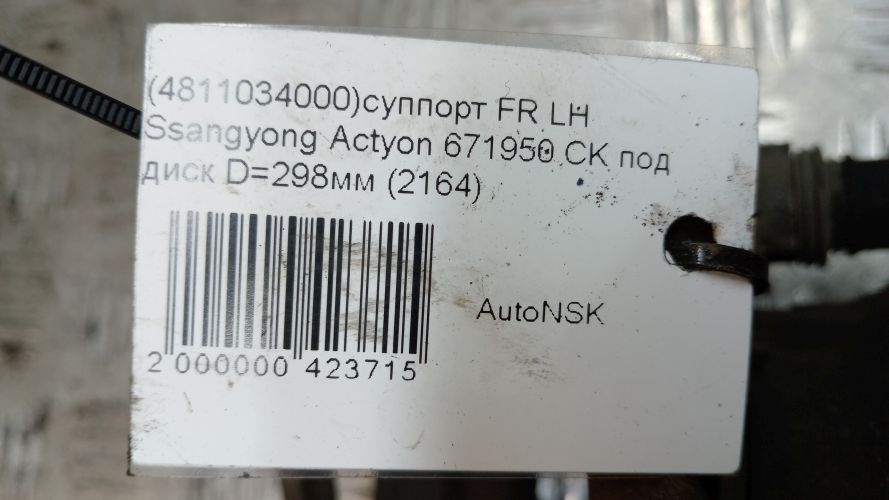 (4811034000)суппорт FR LH
Ssangyong Actyon 671950 CK под
диск D=298мм (2164)
AutoNSK
2 000000 423715